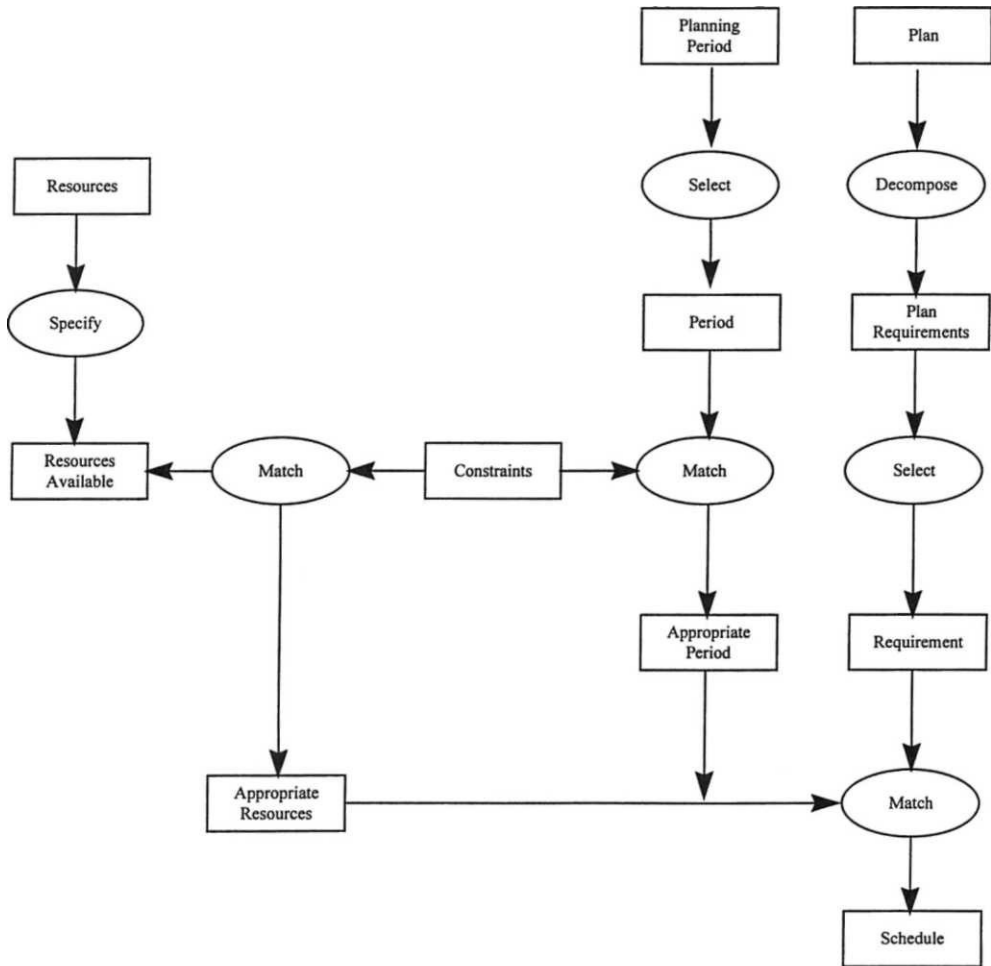 Planning
Period
Plan
Resources
Select
Decompose
Specify
Period
Plan
Requirements
Resources
Available
Match
Constraints
Match
Select
Appropriate
Period
Requirement
Appropriate
Resources
Match
Schedule